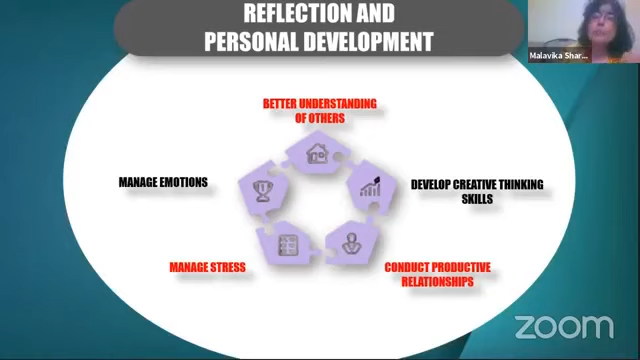 REFLECTION AND
PERSONAL DEVELOPMENT
Malavika Shar...
BETTER UNDERSTANDING
OF OTHERS
MANAGE EMOTIONS
DEVELOP CREATIVE THINKING
SKILLS
MANAGE STRESS
CONDUCT PRODUCTIVE
RELATIONSHIPS
zoom